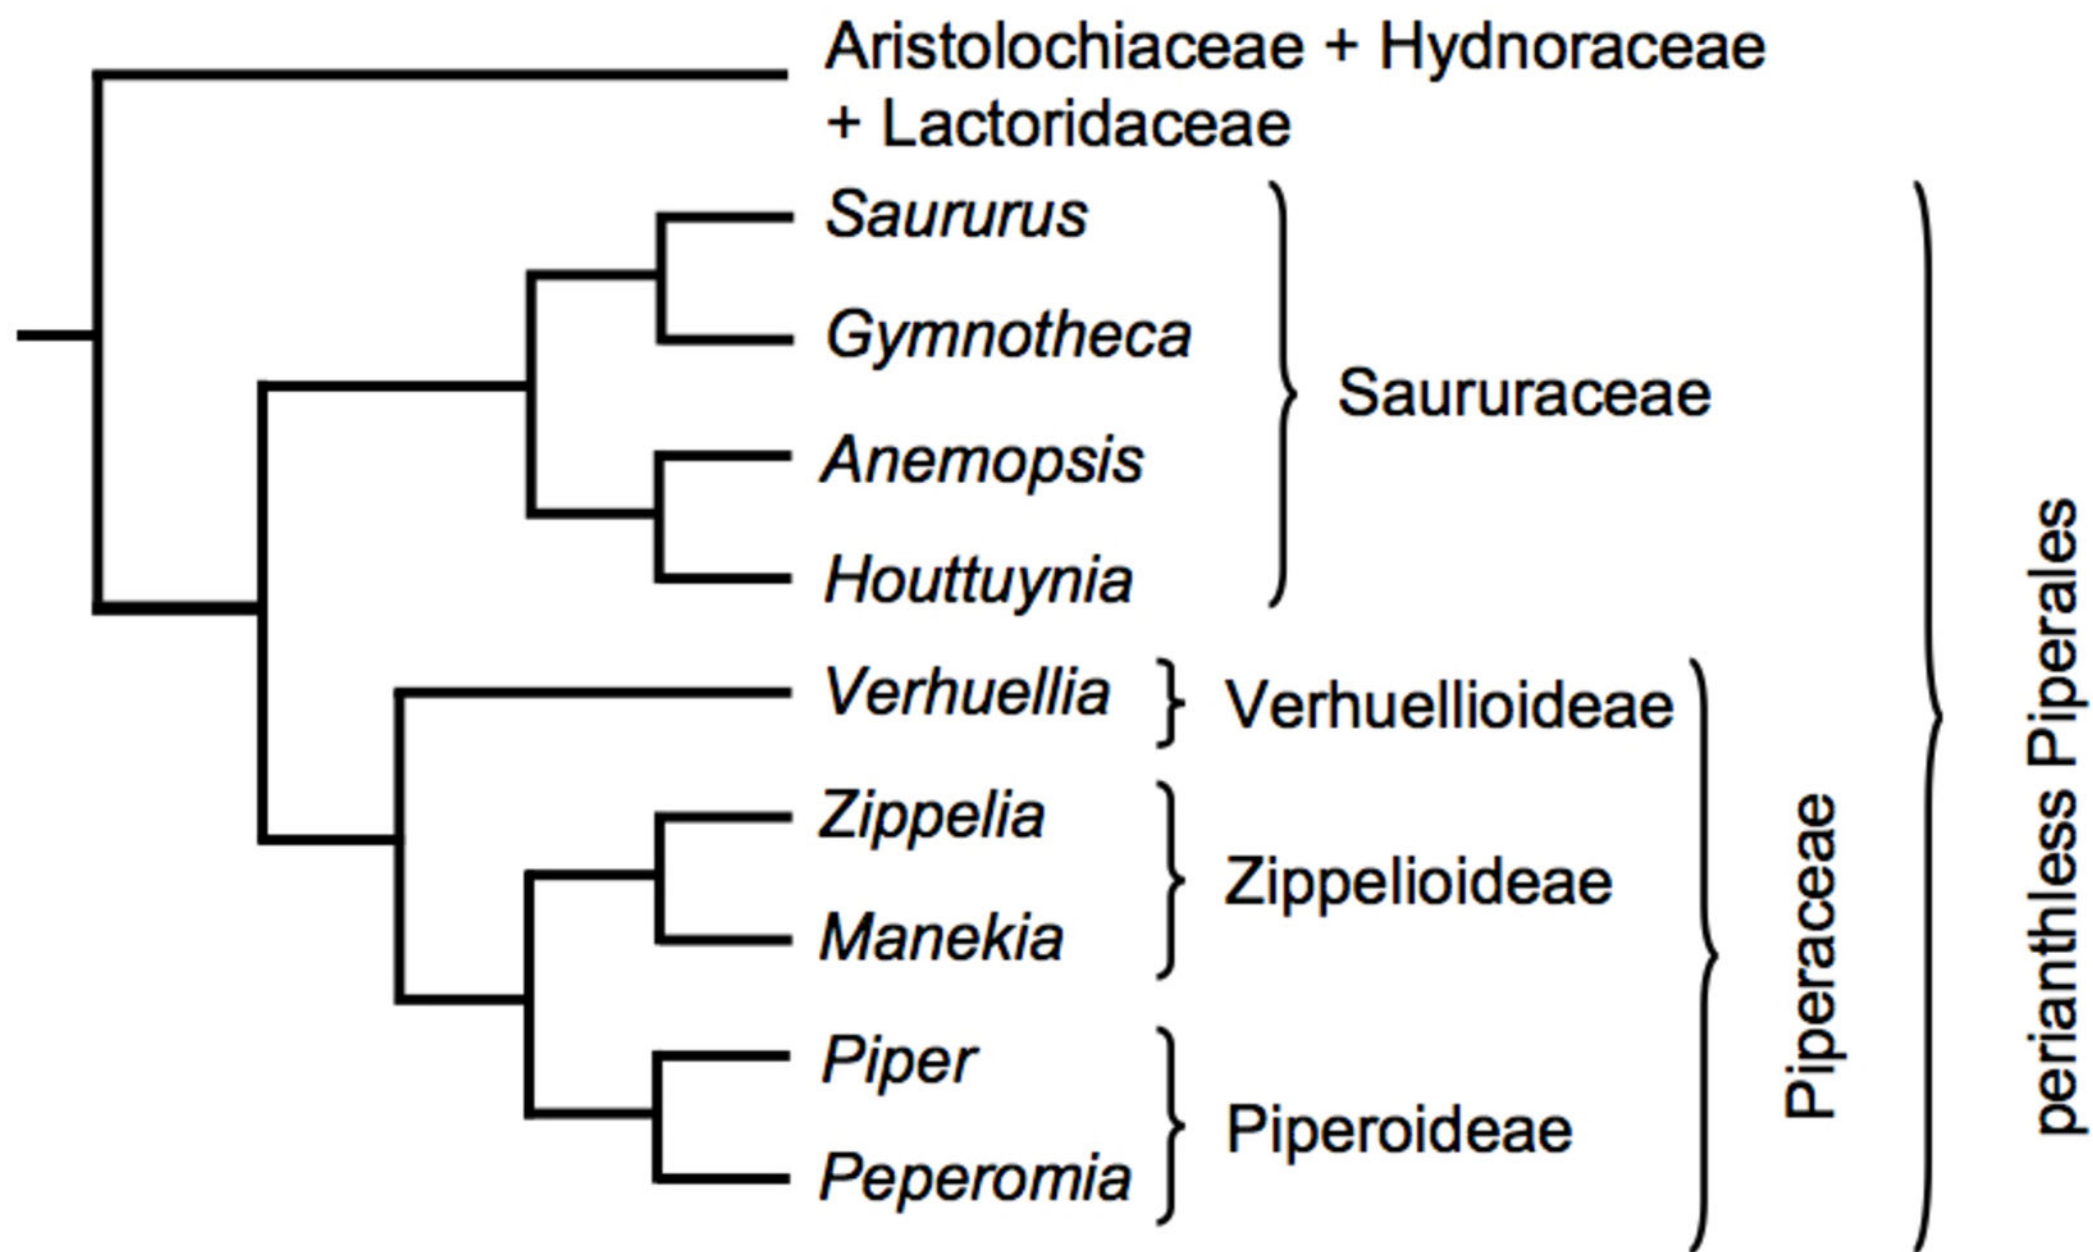 Aristolochiaceae + Hydnoraceae
+ Lactoridaceae
Saururus
Gymnotheca
Anemopsis
Houttuynia
Saururaceae
Verhuellia
Verhuellioideae
Zippelia
Manekia
Zippelioideae
Piper
Peperomia
Piperoideae
Piperaceae
perianthless Piperales